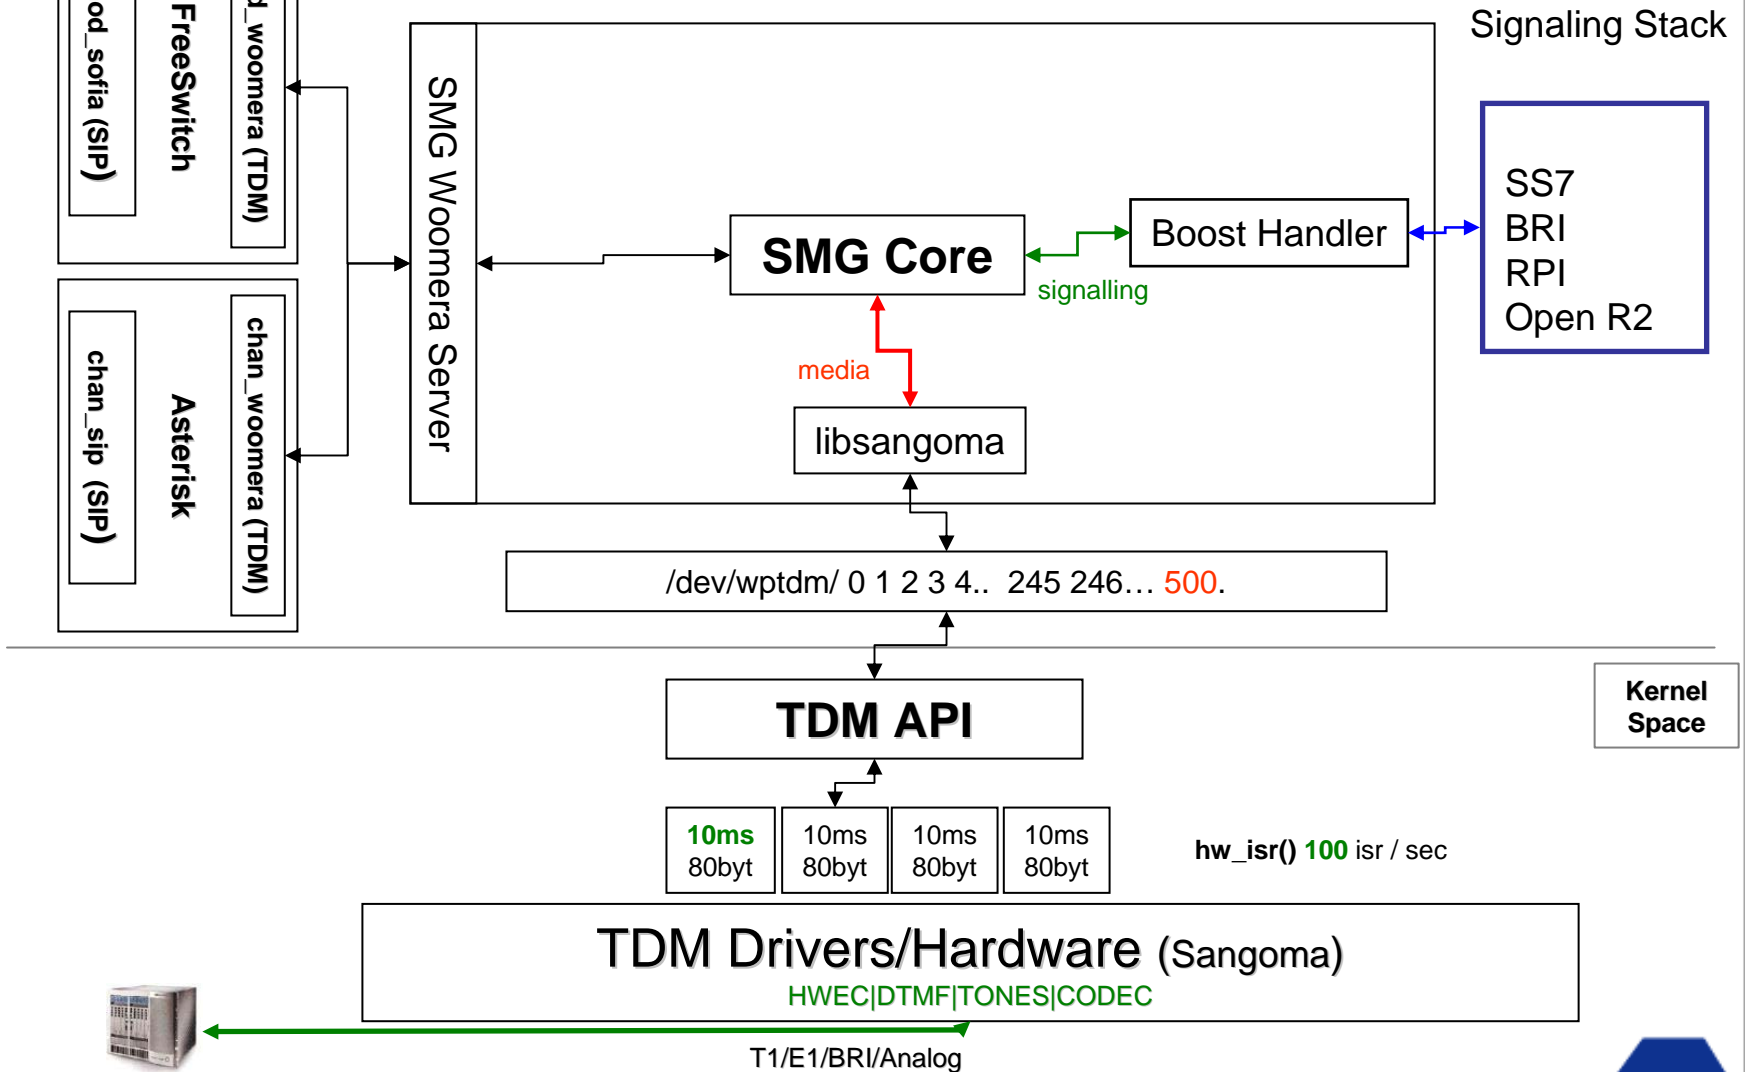 Signaling Stack
FreeSwitch
(SIP)
(TDM)
SMG Woomera Server
SMG Core
Boost Handler
signalling
SS7
BRI
RPI
Open R2
media
libsangoma
Asterisk
chan_sip (SIP)
chan_woomera (TDM)
/dev/wptdm/ 0 1 2 3 4.. 245 246… 500.
Kernel
Space
TDM API
10ms
80byt
10ms
80byt
10ms
80byt
10ms
80byt
hw_isr() 100 isr / sec
TDM Drivers/Hardware (Sangoma)
HWEC|DTMF|TONES|CODEC
T1/E1/BRI/Analog